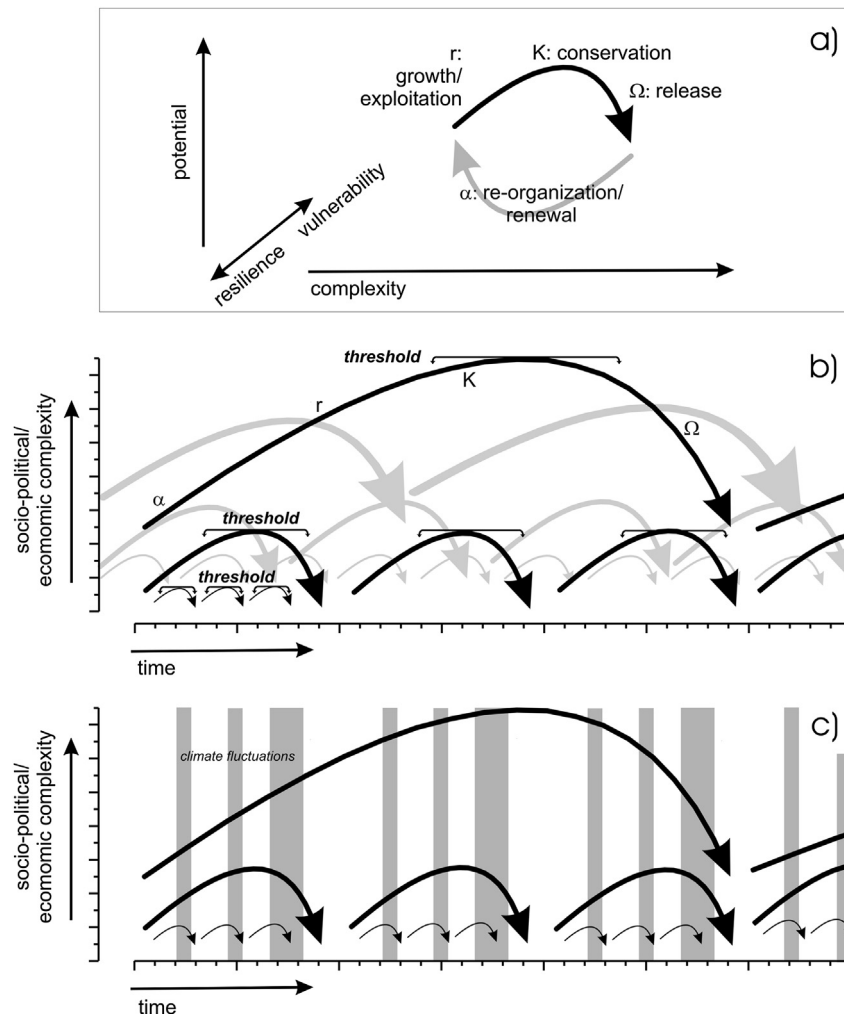 a)
r:
growth/
exploitation
K: conservation
Ω: release
α: re-organization/
renewal
potential
vulnerability
resilience
complexity
b)
threshold
K
r
Ω
α
threshold
threshold
socio-political/
ecomomic complexity
time
c)
climate fluctuations
socio-political/
ecomomic complexity
time